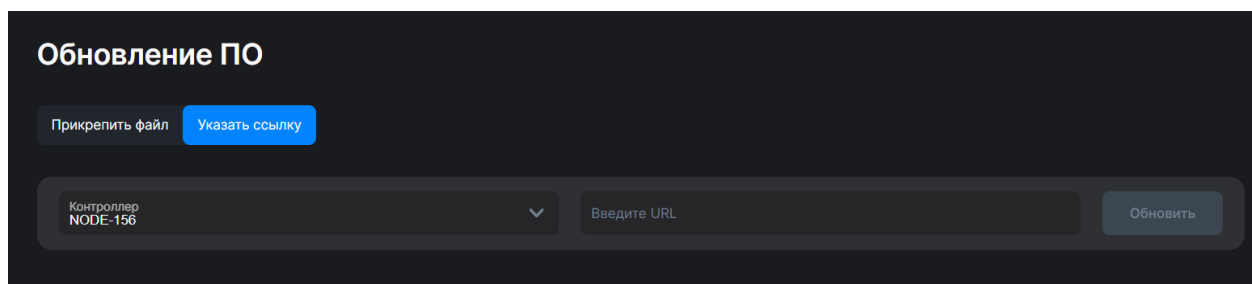 Обновление ПО
Прикрепить файл
Указать ссылку
Контроллер
NODE-156
Введите URL
Обновить